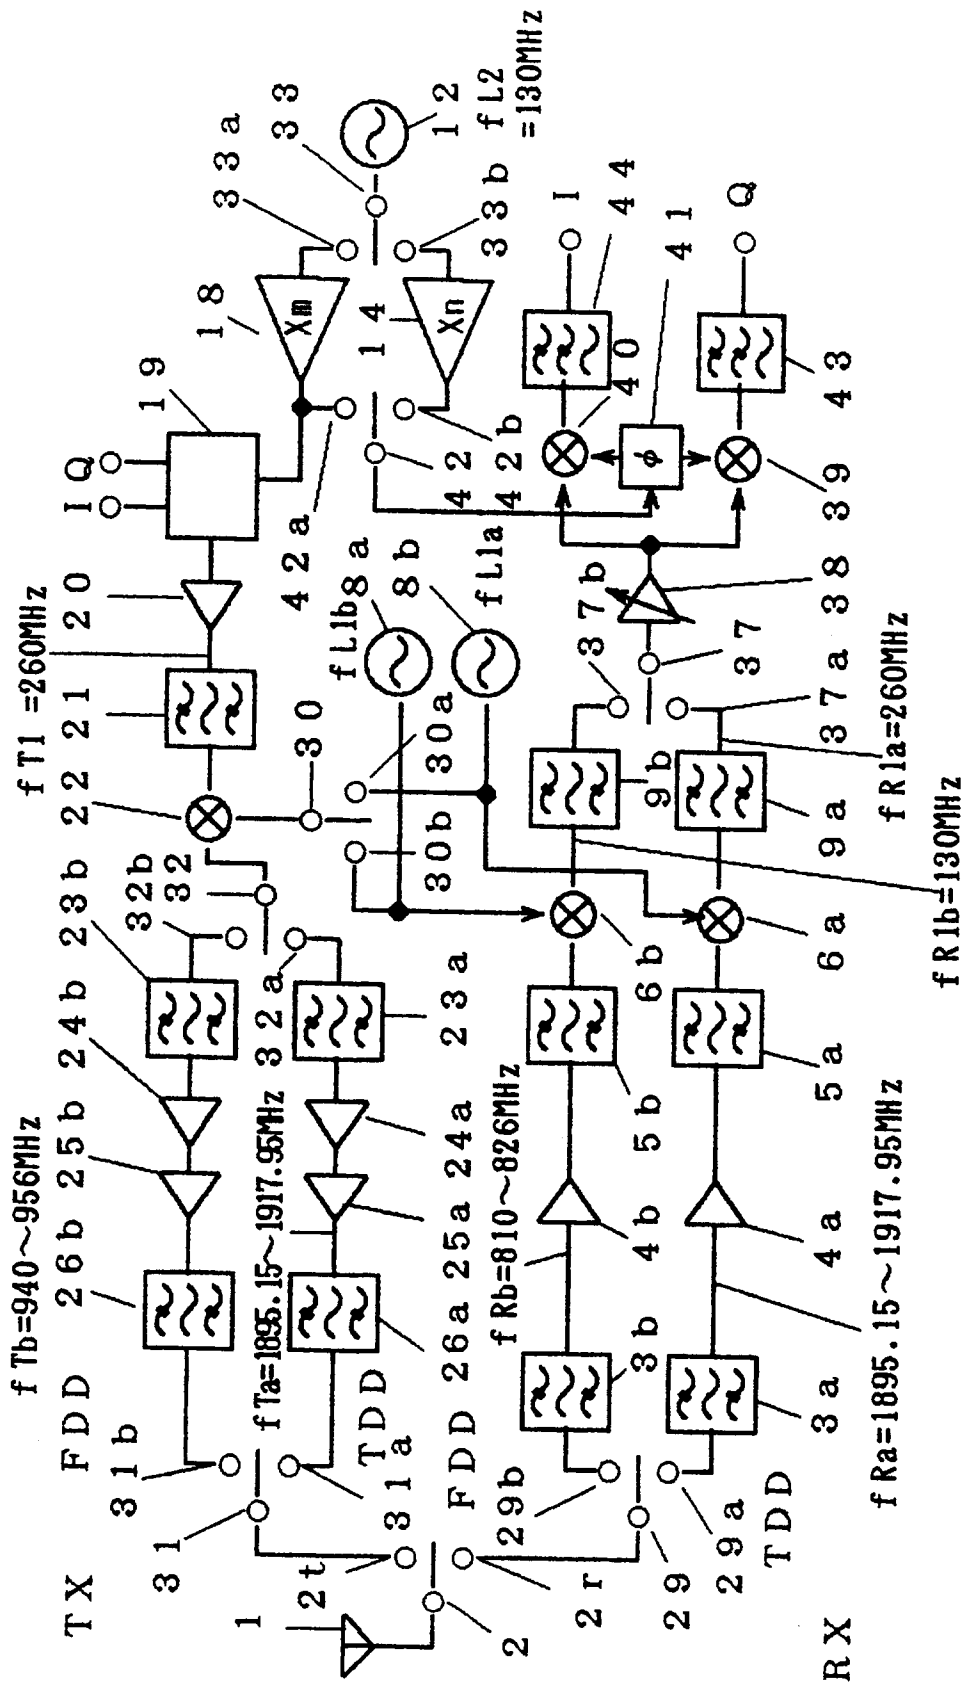 fTb=940～956MHz
fT1=260MHz
TX
FDD
26b
25b
24b
23b
22
21
20
I
Q
31b
32b
19
31
32
18
33a
1
fTa=1895.15～1917.95MHz
32a
33
2t
30
42a
Xm
fL1b
8a
TDD
14
31a
8b
30b
30a
12
Xn
FDD
26a
25a
24a
23a
42
fL1a
fL2
=130MHz
2
29b
fRb=810～826MHz
42b
33b
2r
37b
I
3b
4b
5b
6b
9b
40
44
φ
29
41
29a
37
Q
TDD
RX
3a
4a
5a
6a
9a
37a
38
39
43
fRa=1895.15～1917.95MHz
fR1a=260MHz
fR1b=130MHz